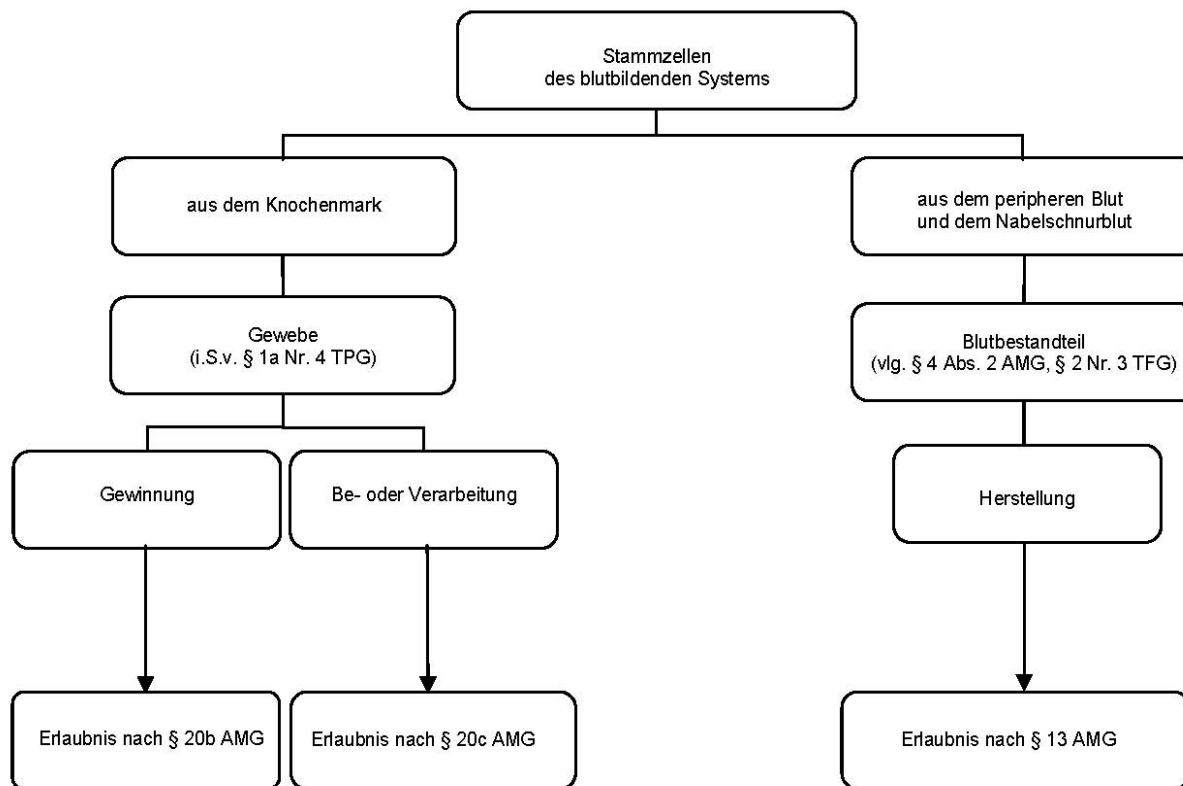 Stammzellen
des blutbildenden Systems
aus dem Knochenmark
aus dem peripheren Blut
und dem Nabelschnurblut
Gewebe
(i.S.v. § 1a Nr. 4 TPG)
Blutbestandteil
(vlg. § 4 Abs. 2 AMG, § 2 Nr. 3 TFG)
Gewinnung
Be- oder Verarbeitung
Herstellung
Erlaubnis nach § 20b AMG
Erlaubnis nach § 20c AMG
Erlaubnis nach § 13 AMG